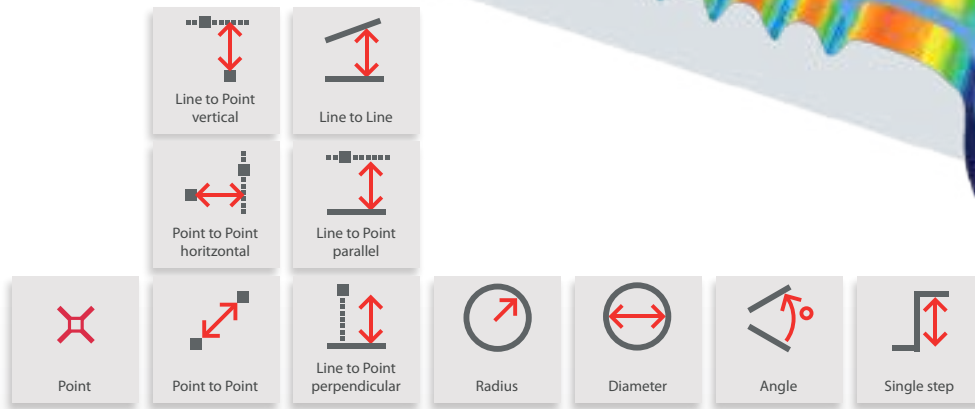 Line to Point
vertical
Line to Line
Point to Point
horitzontal
Line to Point
parallel
Point
Point to Point
Line to Point
perpendicular
Radius
Diameter
Angle
Single step